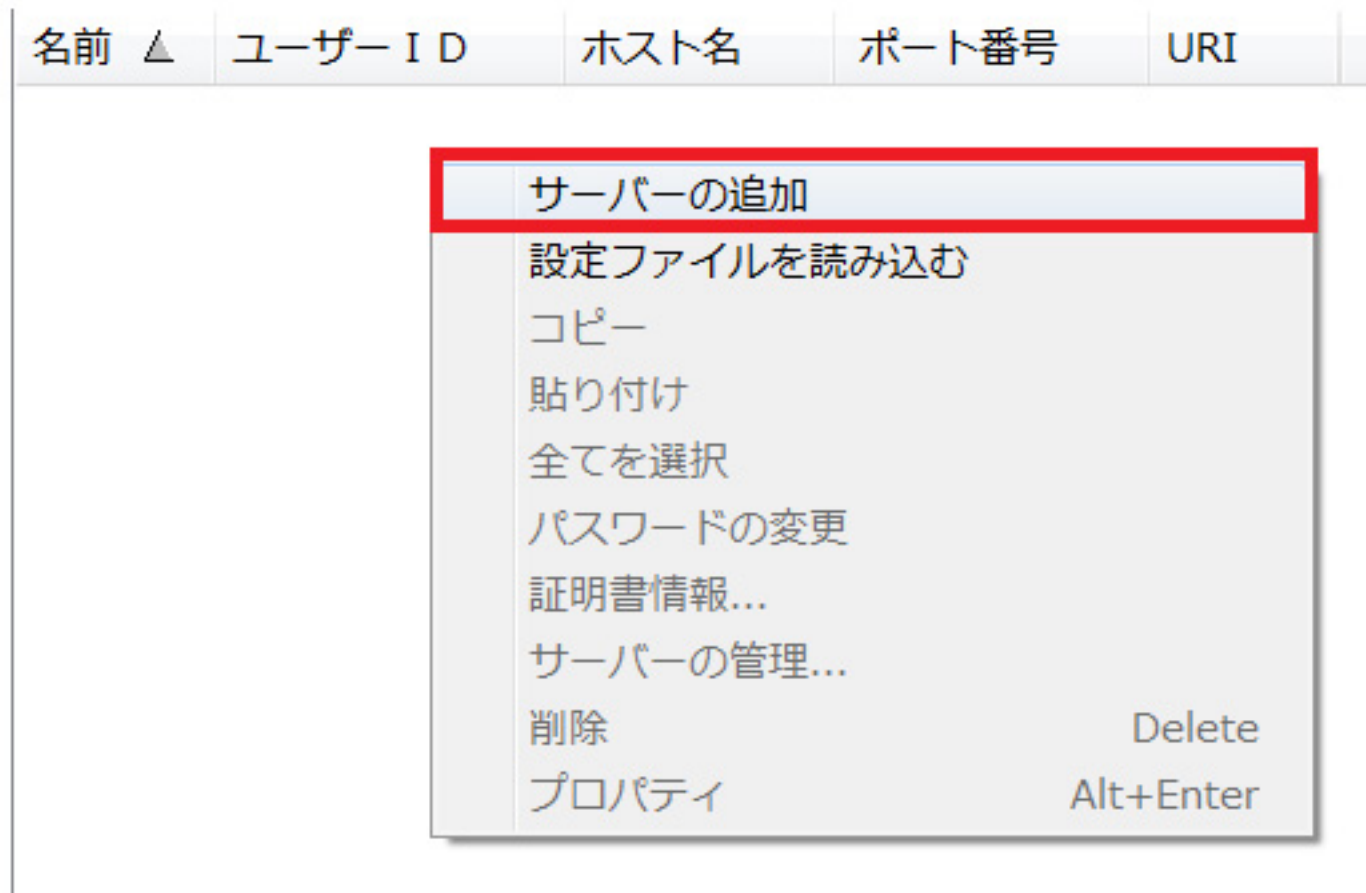 名前 ユーザーＩＤ ホスト名 ポート番号 URI
サーバーの追加
設定ファイルを読み込む
コピー
貼り付け
全てを選択
パスワードの変更
証明書情報...
サーバーの管理...
削除 Delete
プロパティ Alt+Enter